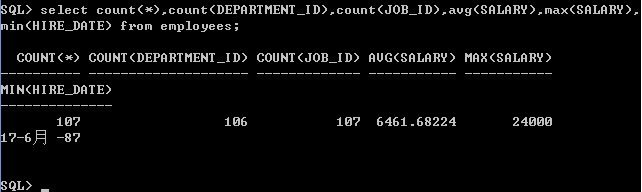 SQL> select count(*),count(DEPARTMENT_ID),count(JOB_ID),avg(SALARY),max(SALARY),
min(HIRE_DATE) from employees;
COUNT(*) COUNT(DEPARTMENT_ID) COUNT(JOB_ID) AVG(SALARY) MAX(SALARY)
---------- -------------------- ------------- ----------- -----------
MIN(HIRE_DATE)
--------------
107 106 107 6461.68224 24000
17-6月 -87
SQL>